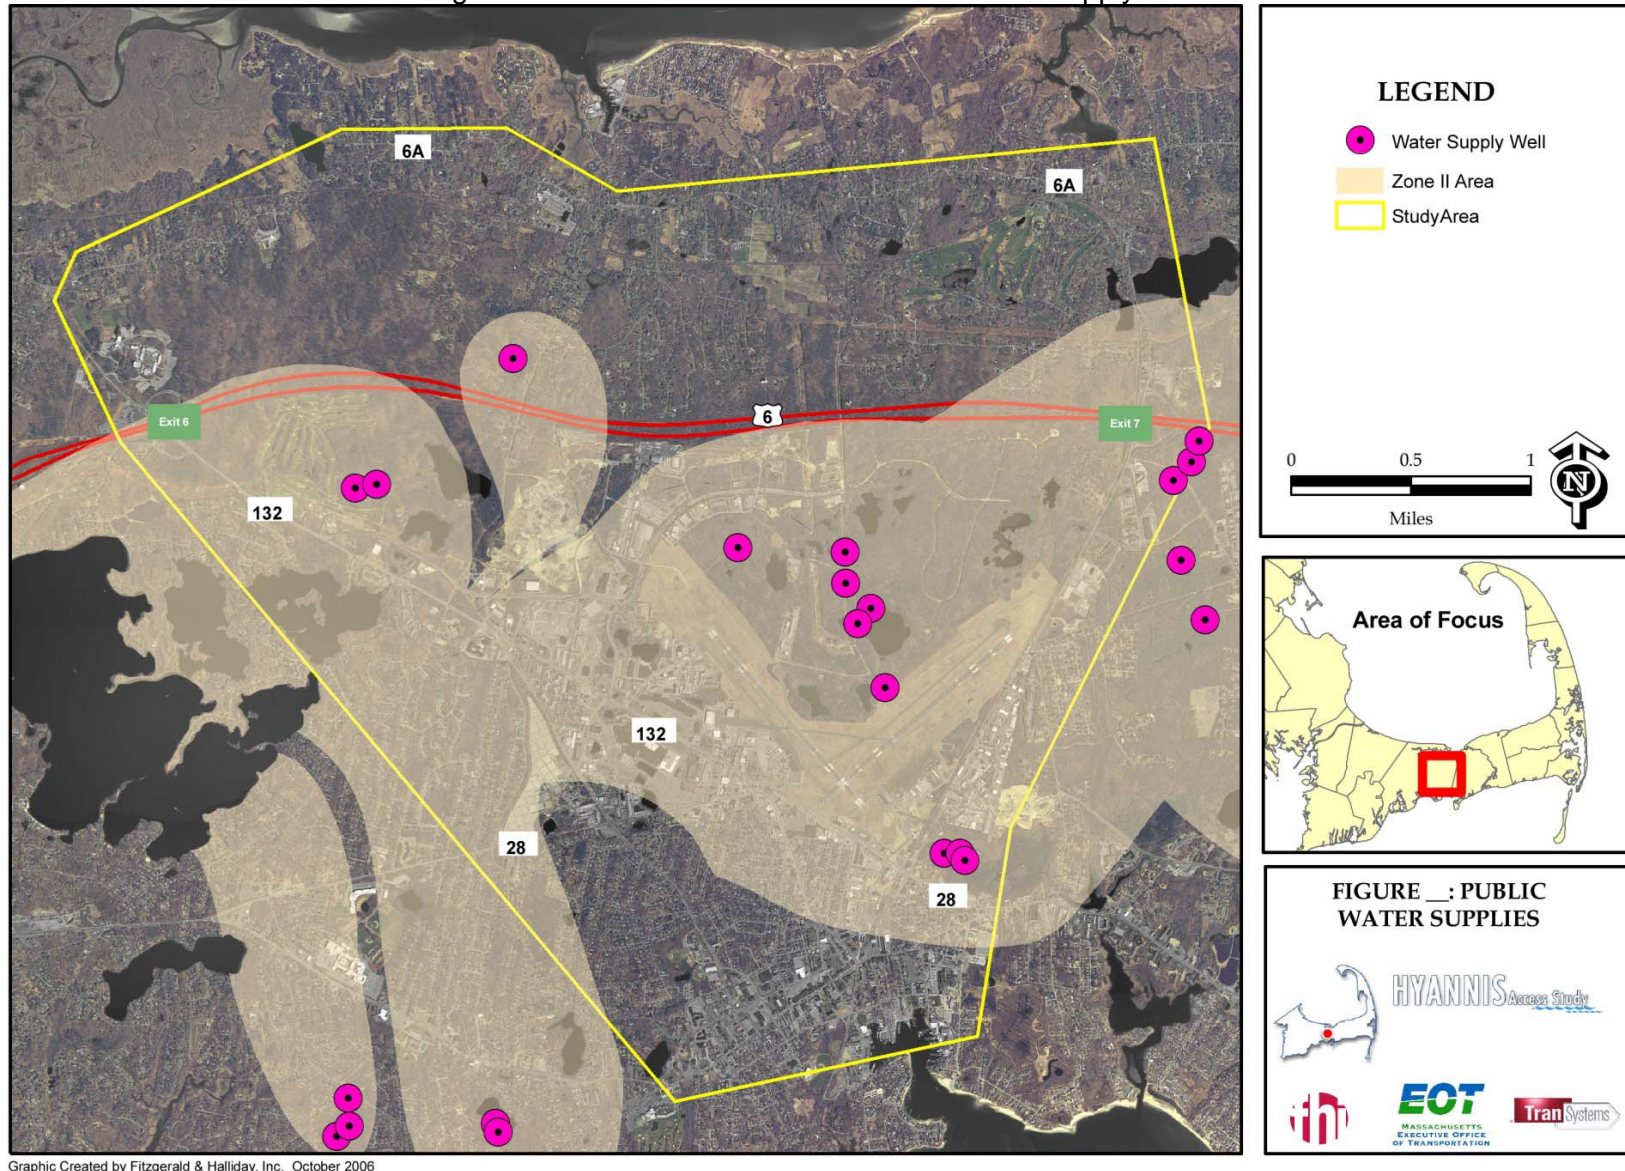 LEGEND
Water Supply Well
Zone II Area
StudyArea
0 0.5 1
Miles
N
6A
6A
6
Exit 6
Exit 7
132
132
28
28
Area of Focus
FIGURE __: PUBLIC
WATER SUPPLIES
HYANNIS Access Study
fhi
EOT
MASSACHUSETTS
EXECUTIVE OFFICE
OF TRANSPORTATION
TranSystems
Graphic Created by Fitzgerald & Halliday, Inc. October 2006